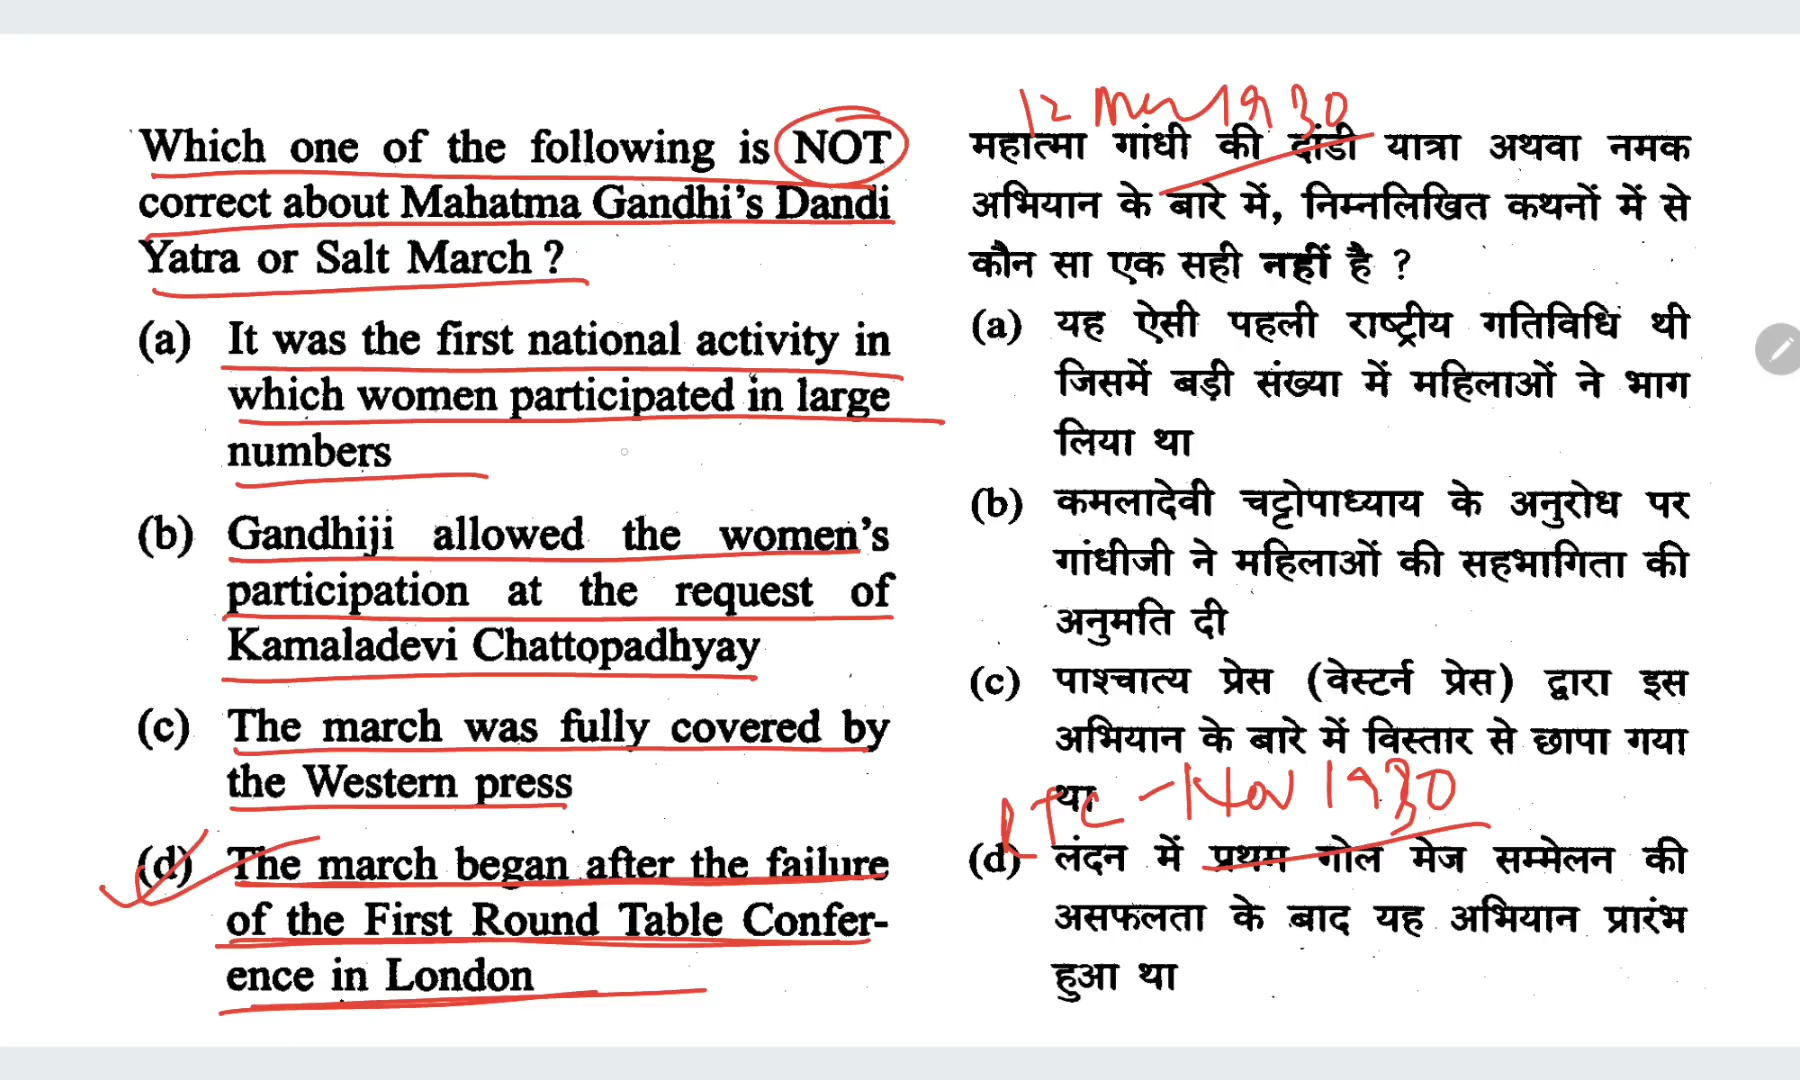 Which one of the following is NOT
correct about Mahatma Gandhi's Dandi
Yatra or Salt March ?
(a) It was the first national activity in
which women participated in large
numbers
(b) Gandhiji allowed the women's
participation at the request of
Kamaladevi Chattopadhyay
(c) The march was fully covered by
the Western press
(d) The march began after the failure
of the First Round Table Confer-
ence in London
12 Mar 1930
महात्मा गांधी की दांडी यात्रा अथवा नमक
अभियान के बारे में, निम्नलिखित कथनों में से
कौन सा एक सही नहीं है ?
(a) यह ऐसी पहली राष्ट्रीय गतिविधि थी
जिसमें बड़ी संख्या में महिलाओं ने भाग
लिया था
(b) कमलादेवी चट्टोपाध्याय के अनुरोध पर
गांधीजी ने महिलाओं की सहभागिता की
अनुमति दी
(c) पाश्चात्य प्रेस (वेस्टर्न प्रेस) द्वारा इस
अभियान के बारे में विस्तार से छापा गया
था
RTC - Nov 1930
(d) लंदन में प्रथम गोल मेज सम्मेलन की
असफलता के बाद यह अभियान प्रारंभ
हुआ था